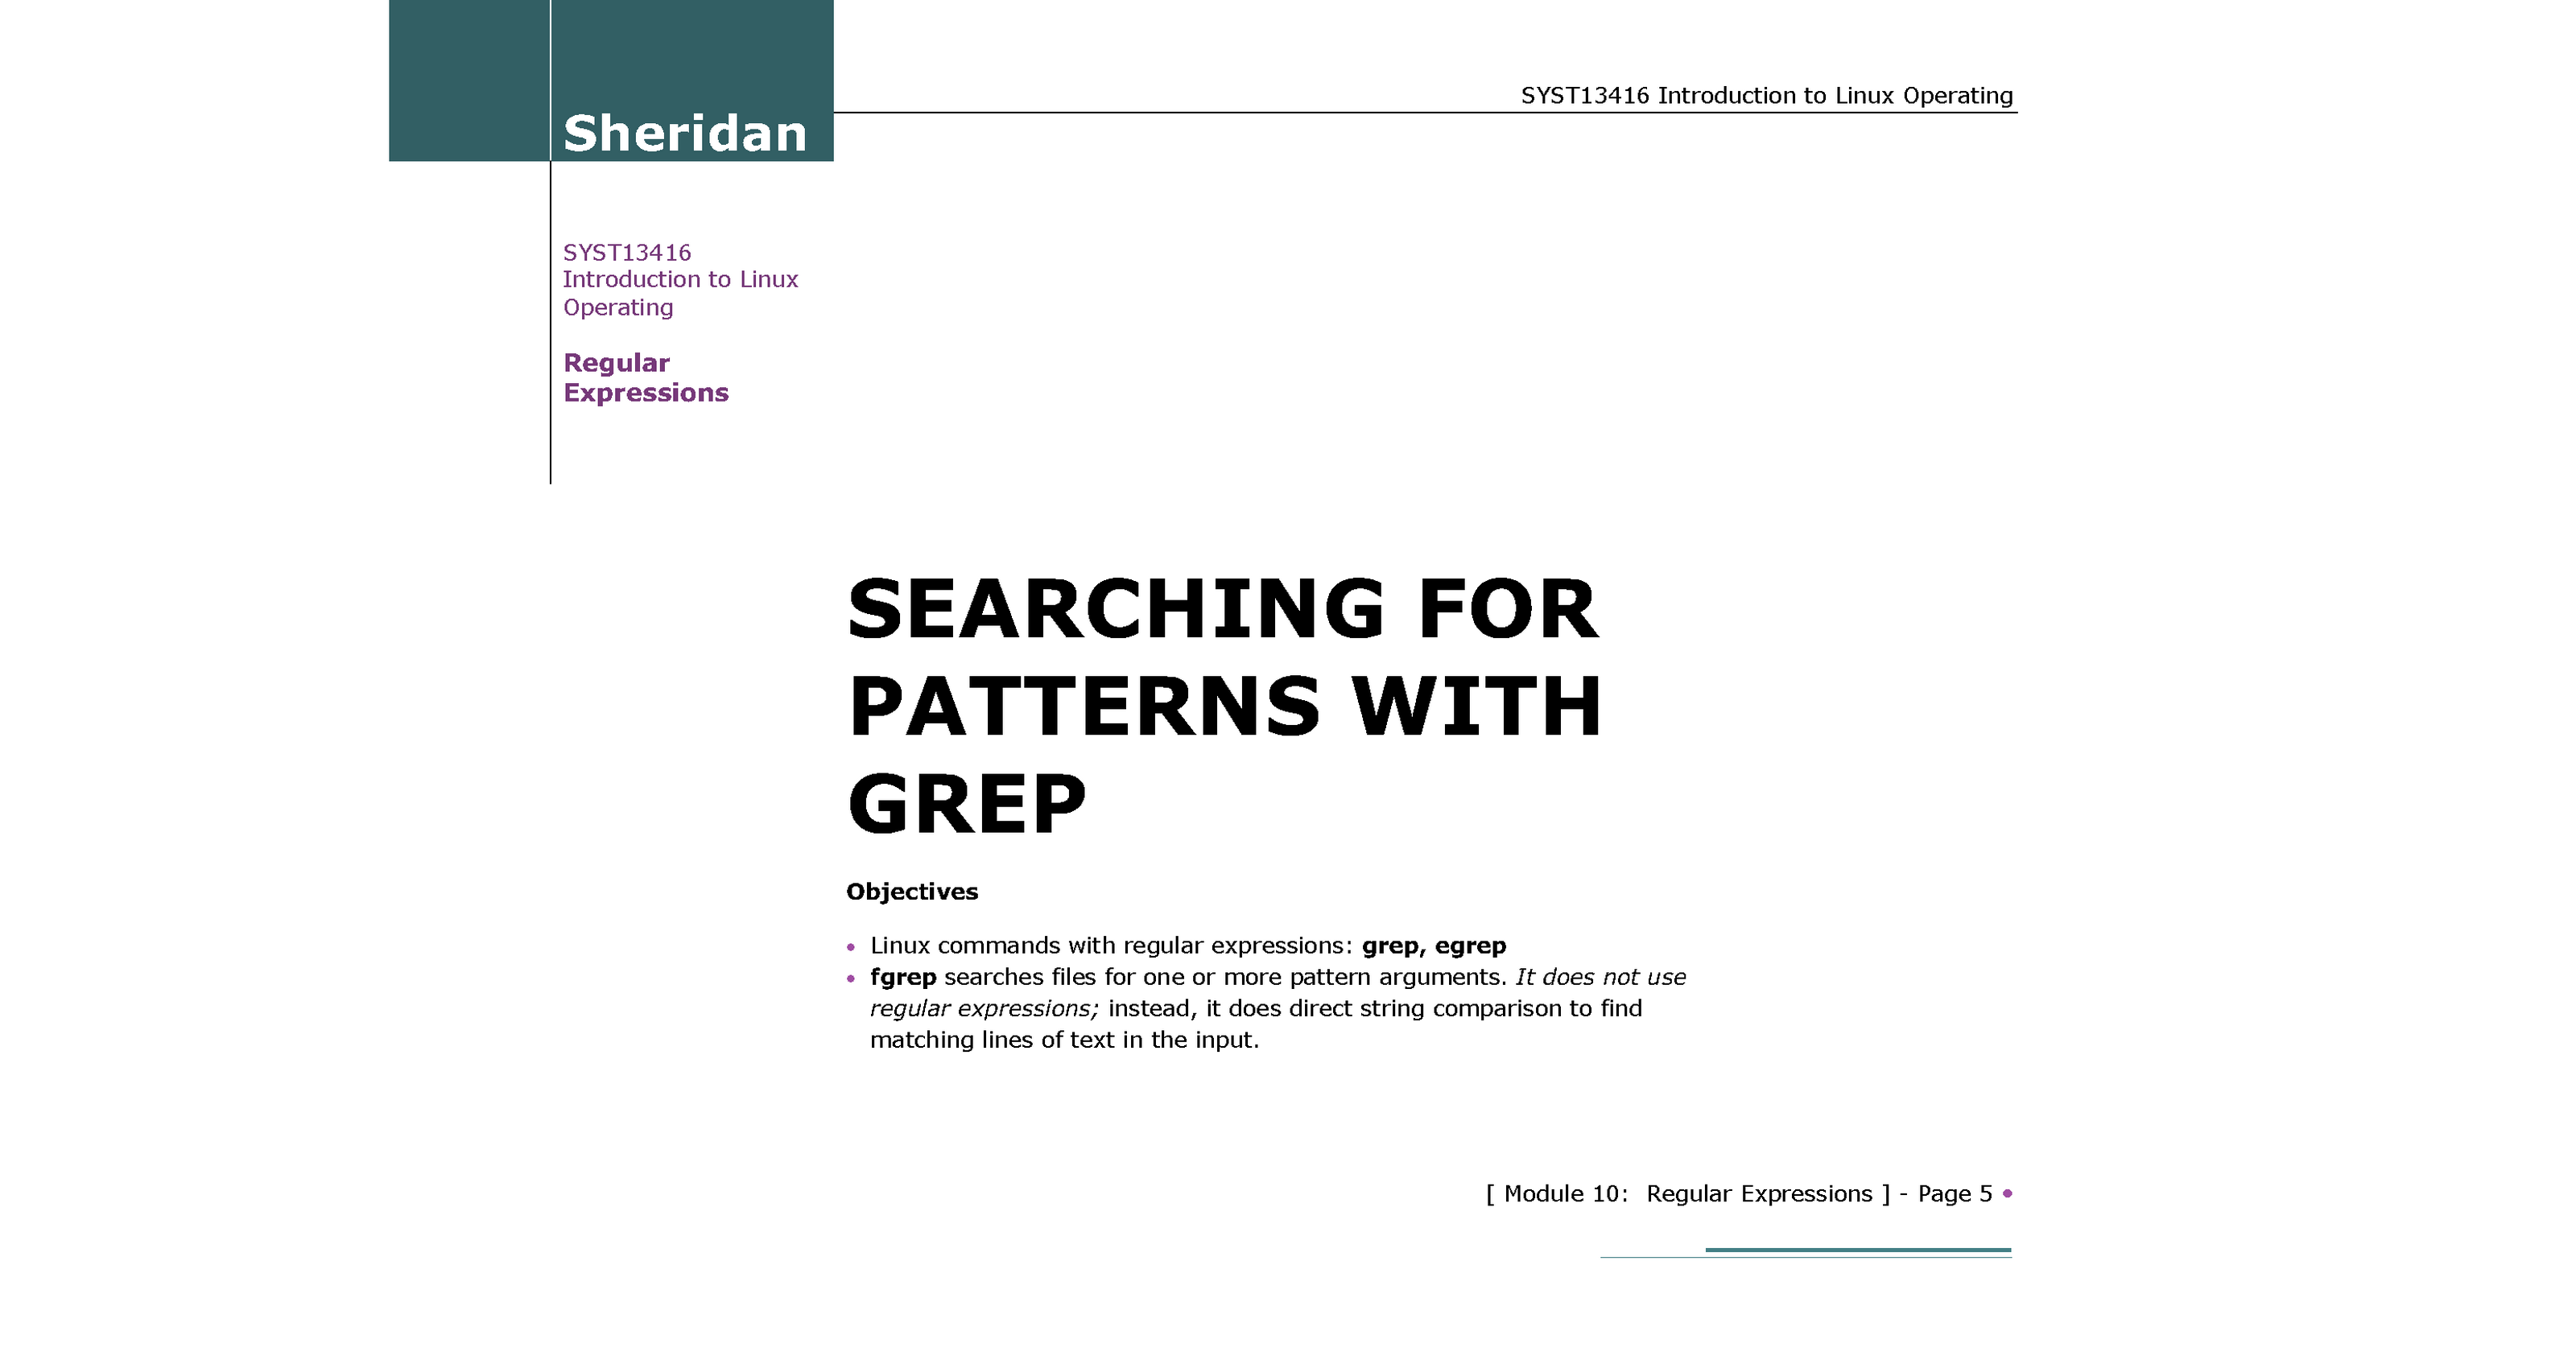 Sheridan
SYST13416 Introduction to Linux Operating
SYST13416
Introduction to Linux
Operating
Regular
Expressions
SEARCHING FOR
PATTERNS WITH
GREP
Objectives
• Linux commands with regular expressions: grep, egrep
• fgrep searches files for one or more pattern arguments. It does not use
regular expressions; instead, it does direct string comparison to find
matching lines of text in the input.
[ Module 10:  Regular Expressions ] - Page 5 •